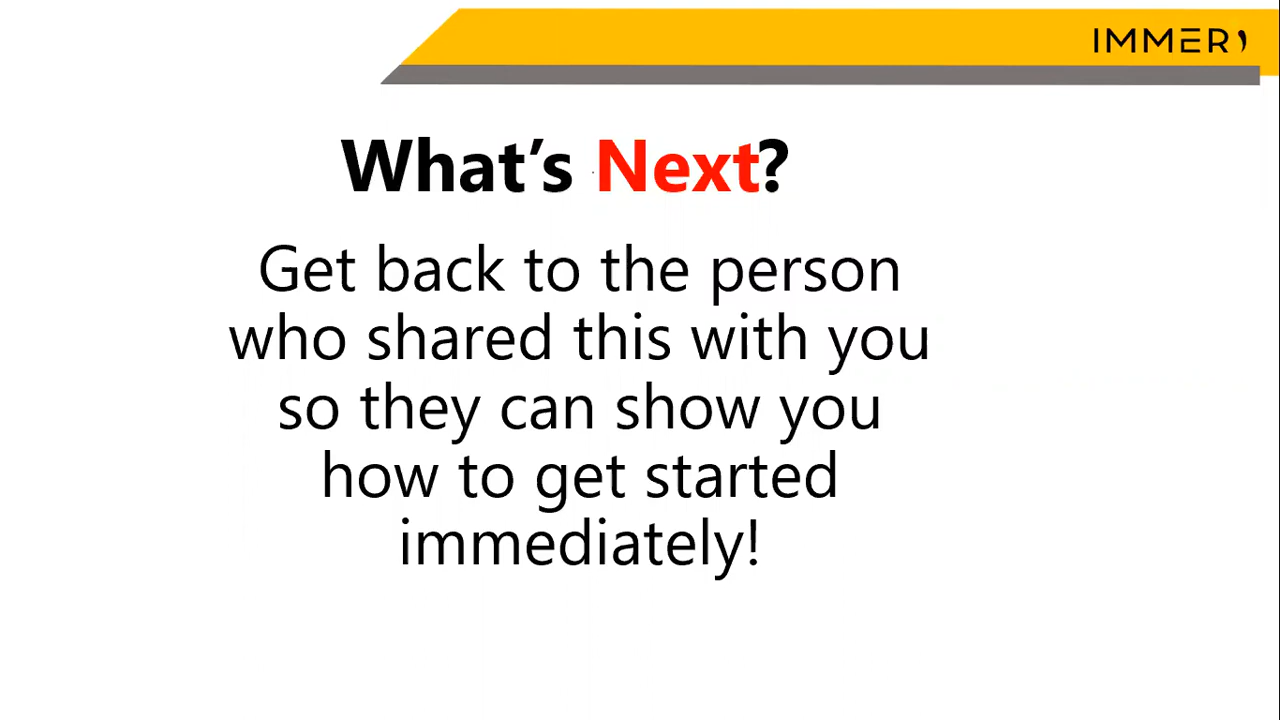 IMMER
What’s Next?
Get back to the person
who shared this with you
so they can show you
how to get started
immediately!